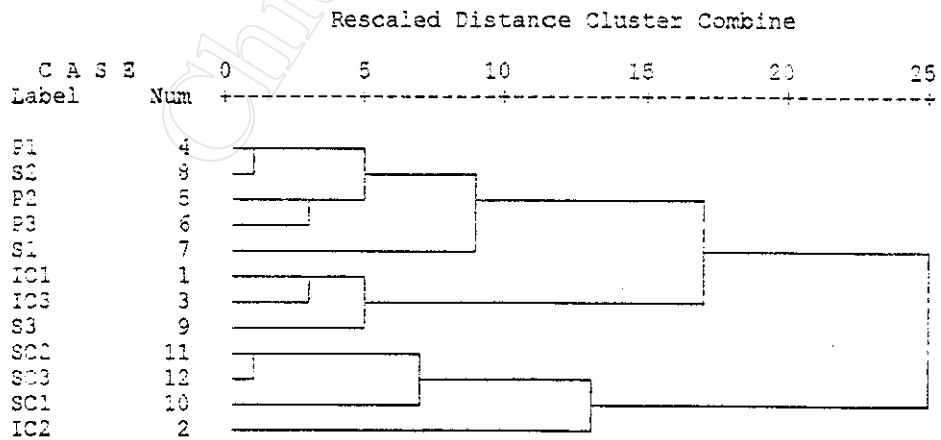 Rescaled Distance Cluster Combine
C A S E 0 5 10 15 20 25
Label Num +---------+---------+---------+---------+---------+
P1 4
S2 8
P2 5
P3 6
S1 7
IC1 1
IC3 3
S3 9
SC2 11
SC3 12
SC1 10
IC2 2